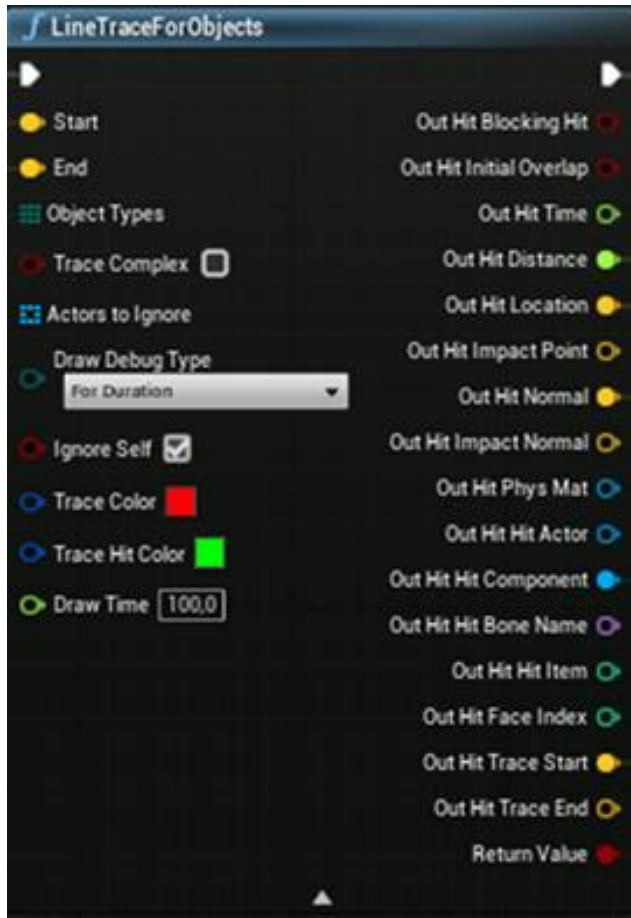 f LineTraceForObjects
Start
Out Hit Blocking Hit
End
Out Hit Initial Overlap
Object Types
Out Hit Time
Trace Complex
Out Hit Distance
Actors to Ignore
Out Hit Location
Draw Debug Type
Out Hit Impact Point
For Duration
Out Hit Normal
Ignore Self
Out Hit Impact Normal
Trace Color
Out Hit Phys Mat
Trace Hit Color
Out Hit Hit Actor
Draw Time 100,0
Out Hit Hit Component
Out Hit Hit Bone Name
Out Hit Hit Item
Out Hit Face Index
Out Hit Trace Start
Out Hit Trace End
Return Value